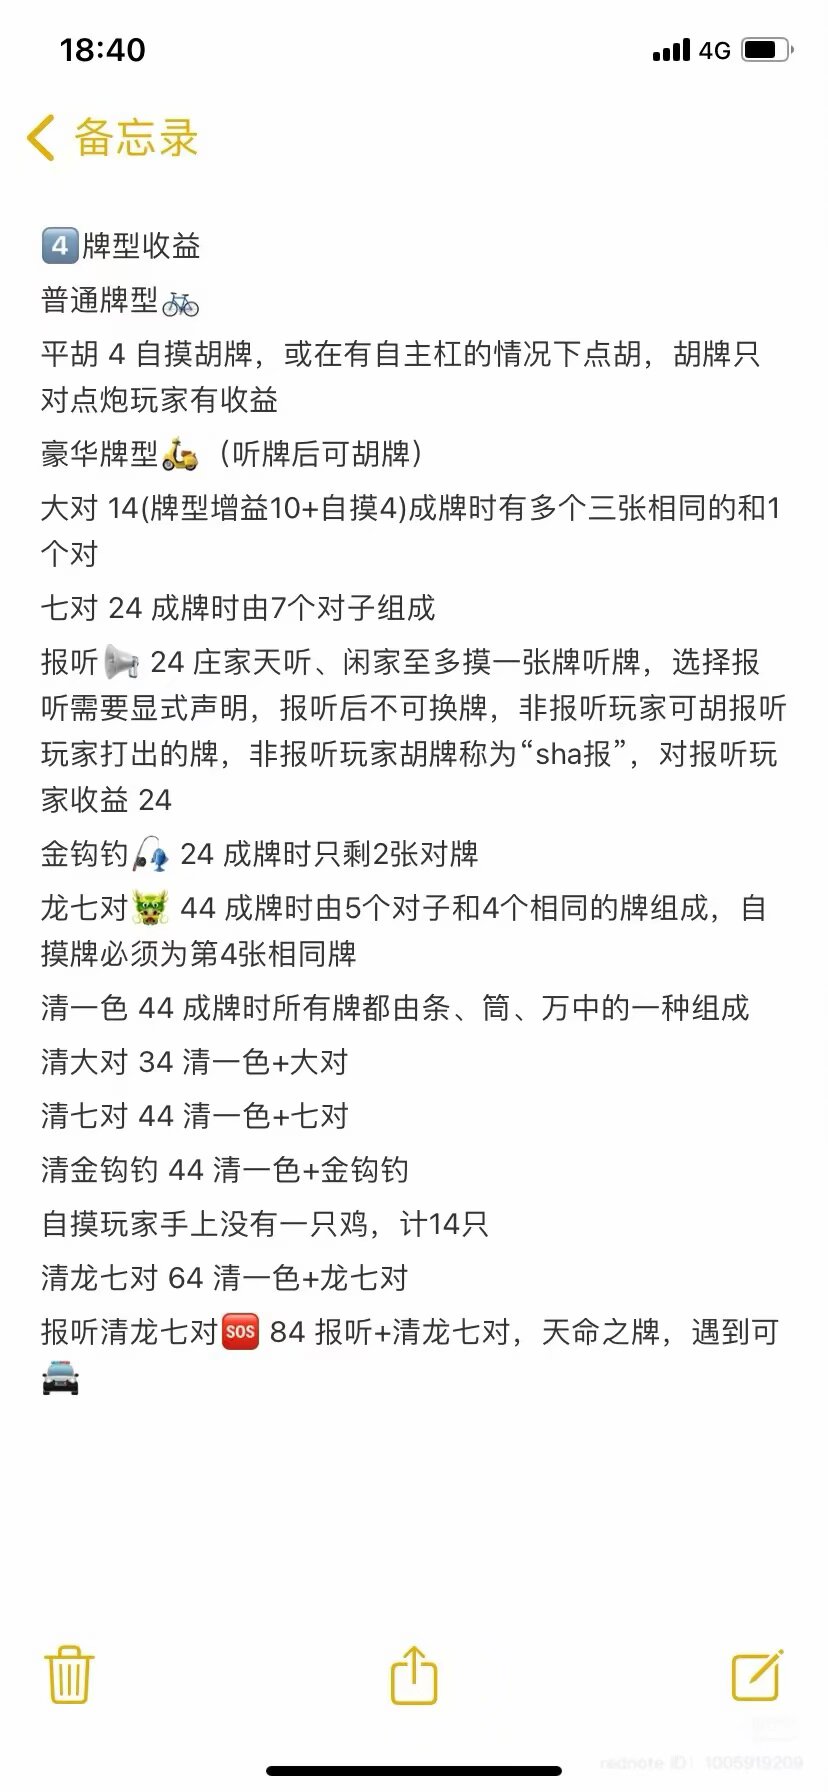 18:40
4G
备忘录
4️⃣牌型收益
普通牌型🚲
平胡 4 自摸胡牌，或在有自主杠的情况下点胡，胡牌只
对点炮玩家有收益
豪华牌型🛵（听牌后可胡牌）
大对 14(牌型增益10+自摸4)成牌时有多个三张相同的和1
个对
七对 24 成牌时由7个对子组成
报听📢 24 庄家天听、闲家至多摸一张牌听牌，选择报
听需要显式声明，报听后不可换牌，非报听玩家可胡报听
玩家打出的牌，非报听玩家胡牌称为“sha报”，对报听玩
家收益 24
金钩钓🎣 24 成牌时只剩2张对牌
龙七对🐲 44 成牌时由5个对子和4个相同的牌组成，自
摸牌必须为第4张相同牌
清一色 44 成牌时所有牌都由条、筒、万中的一种组成
清大对 34 清一色+大对
清七对 44 清一色+七对
清金钩钓 44 清一色+金钩钓
自摸玩家手上没有一只鸡，计14只
清龙七对 64 清一色+龙七对
报听清龙七对🆘 84 报听+清龙七对，天命之牌，遇到可
🚔
rednote ID: 1005919209